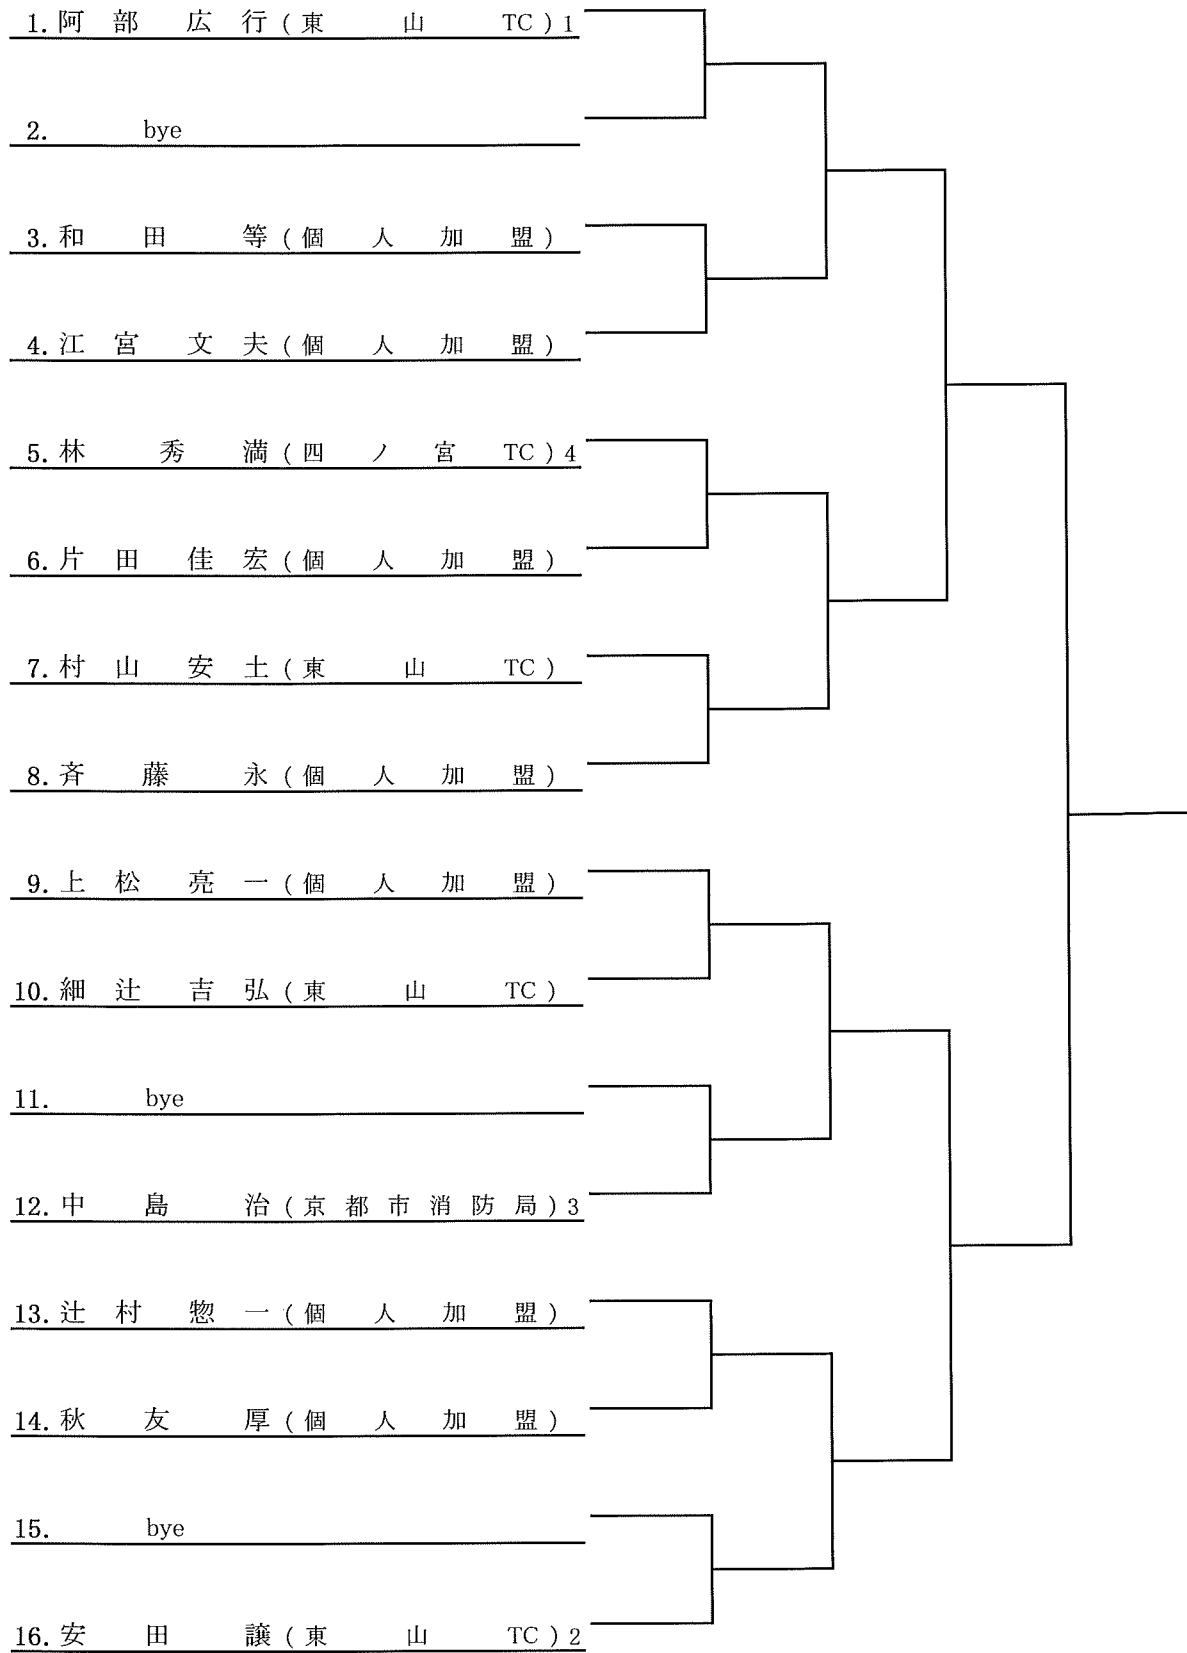 1. 阿部 広行 (東山TC) 1
2. bye
3. 和田 等 (個人加盟)
4. 江宮 文夫 (個人加盟)
5. 林 秀満 (四ノ宮TC) 4
6. 片田 佳宏 (個人加盟)
7. 村山 安土 (東山TC)
8. 斉藤 永 (個人加盟)
9. 上松 亮一 (個人加盟)
10. 細辻 吉弘 (東山TC)
11. bye
12. 中島 治 (京都市消防局) 3
13. 辻村 惣一 (個人加盟)
14. 秋友 厚 (個人加盟)
15. bye
16. 安田 譲 (東山TC) 2